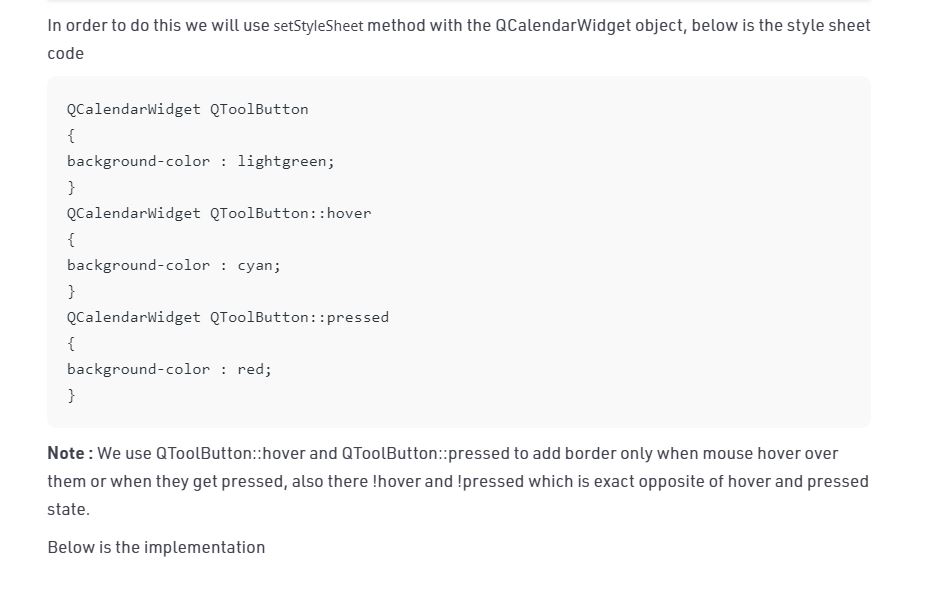 In order to do this we will use setStyleSheet method with the QCalendarWidget object, below is the style sheet
code
QCalendarWidget QToolButton
{
background-color : lightgreen;
}
QCalendarWidget QToolButton::hover
{
background-color : cyan;
}
QCalendarWidget QToolButton::pressed
{
background-color : red;
}
Note : We use QToolButton::hover and QToolButton::pressed to add border only when mouse hover over
them or when they get pressed, also there !hover and !pressed which is exact opposite of hover and pressed
state.
Below is the implementation